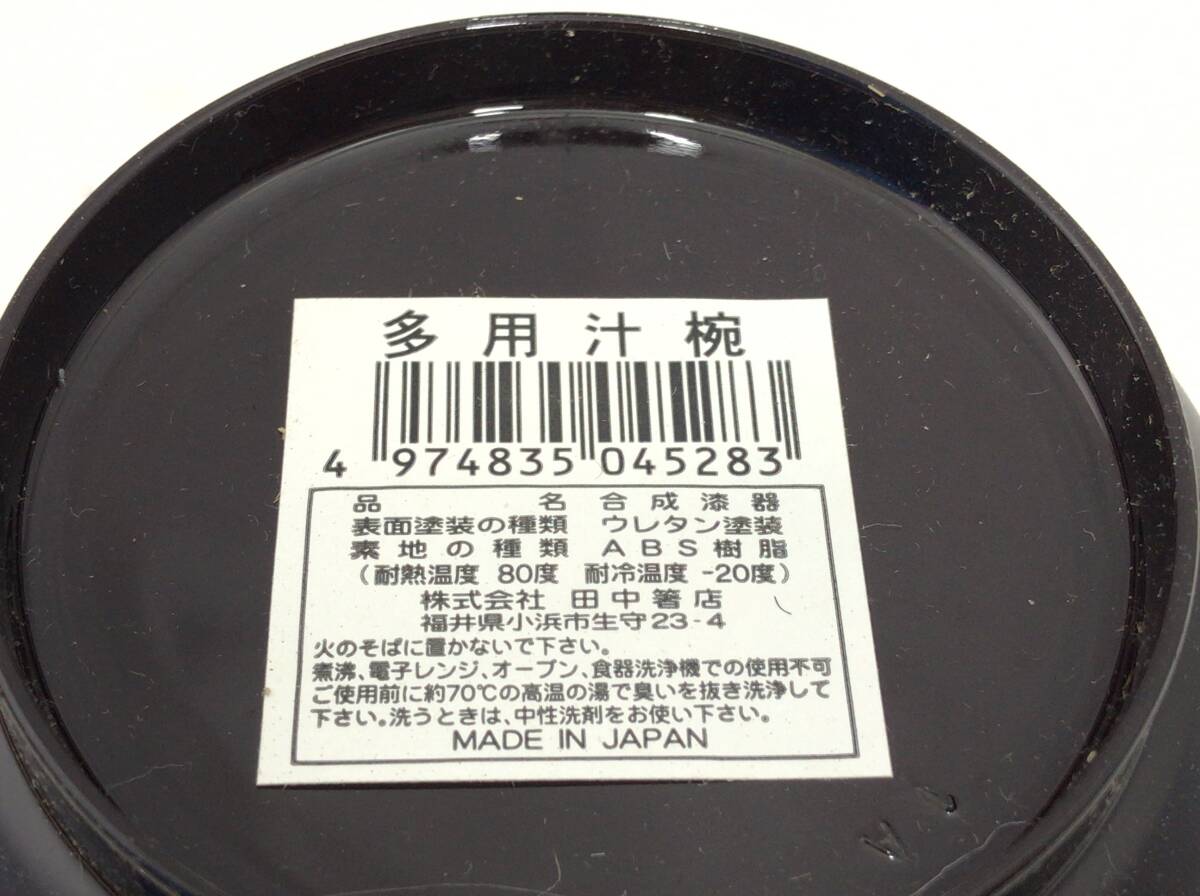 多用汁椀
4 974835 045283
品名 合成漆器
表面塗装の種類 ウレタン塗装
素地の種類 ABS樹脂
(耐熱温度 80度 耐冷温度 -20度)
株式会社 田中箸店
福井県小浜市生守23-4
火のそばに置かないで下さい。
煮沸、電子レンジ、オーブン、食器洗浄機での使用不可
ご使用前に約70℃の高温の湯で臭いを抜き洗浄して
下さい。洗うときは、中性洗剤をお使い下さい。
MADE IN JAPAN